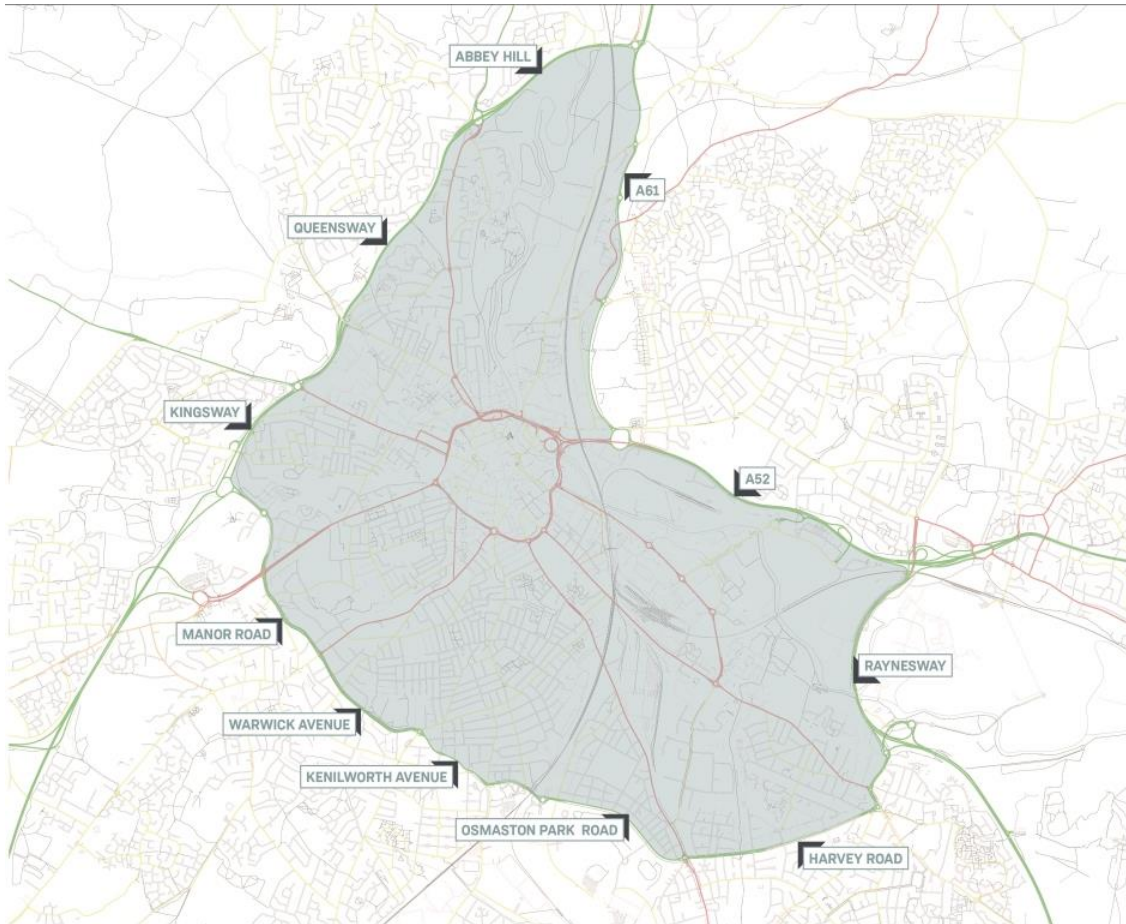 ABBEY HILL
A61
QUEENSWAY
KINGSWAY
A52
MANOR ROAD
RAYNESWAY
WARWICK AVENUE
KENILWORTH AVENUE
OSMASTON PARK ROAD
HARVEY ROAD